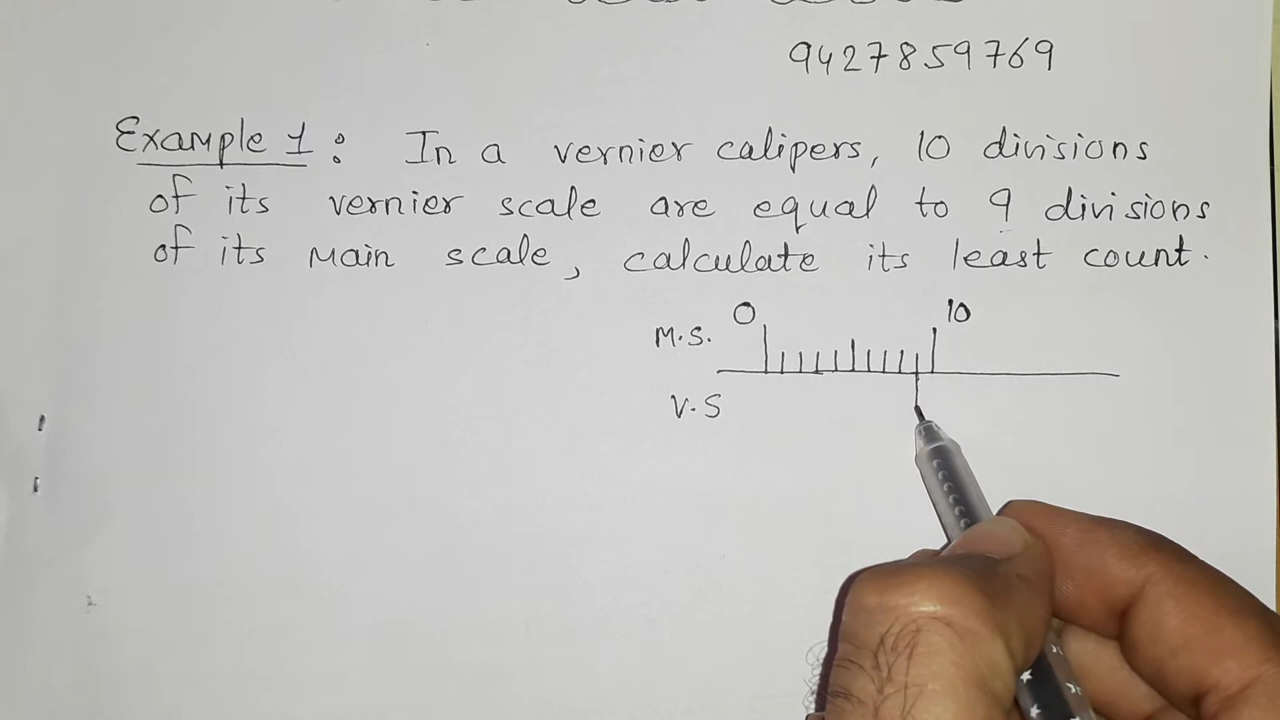 9427859769
Example 1: In a vernier calipers, 10 divisions
of its vernier scale are equal to 9 divisions
of its main scale, calculate its least count.
0 10
M.S.
V.S